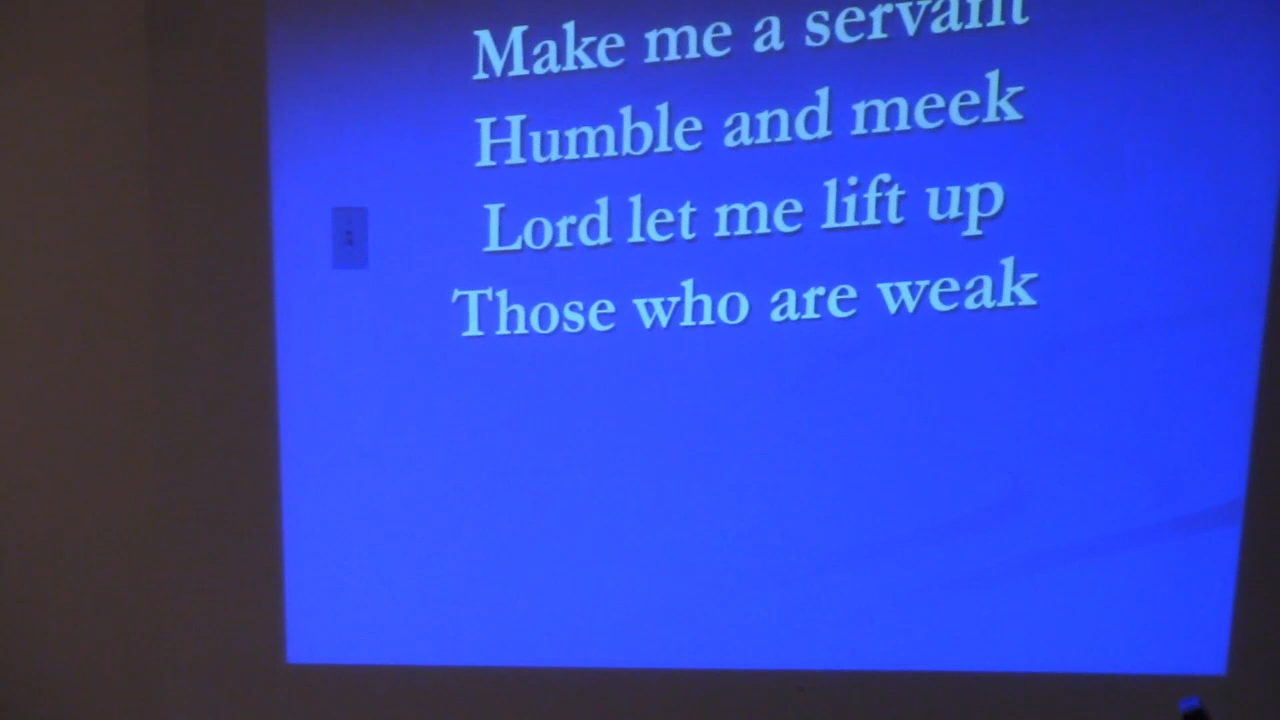 Make me a servant
Humble and meek
Lord let me lift up
Those who are weak